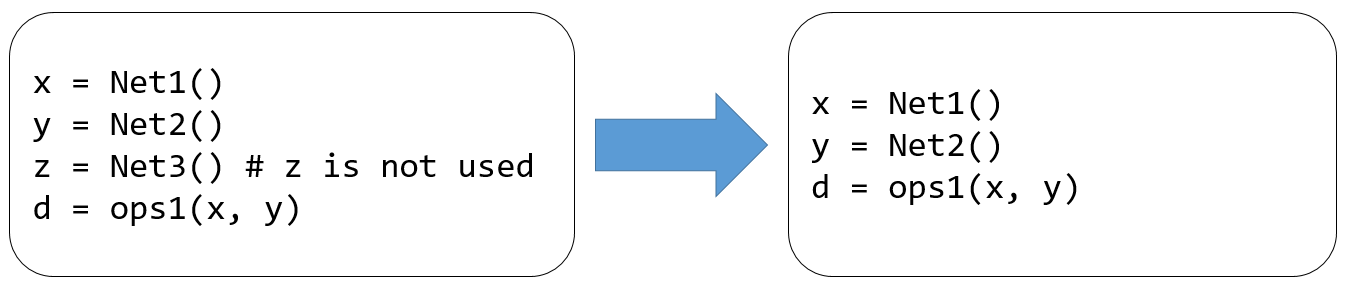 x = Net1()
y = Net2()
z = Net3() # z is not used
d = ops1(x, y)
x = Net1()
y = Net2()
d = ops1(x, y)